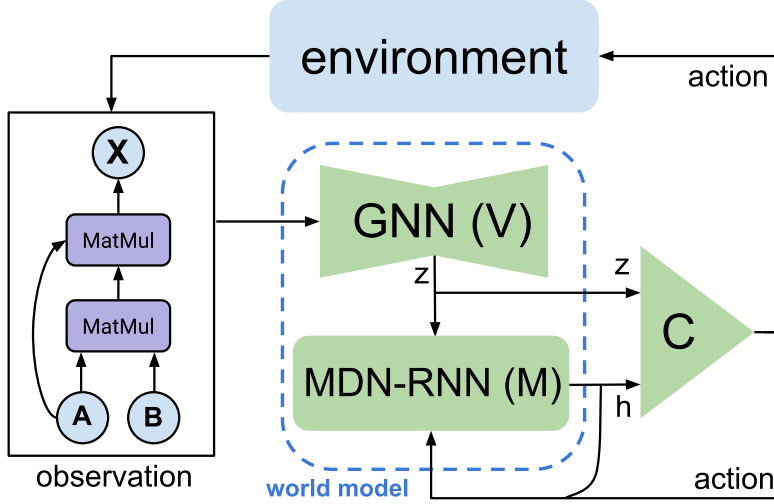 environment
action
X
MatMul
MatMul
A
B
observation
GNN (V)
z
z
MDN-RNN (M)
C
h
world model
action